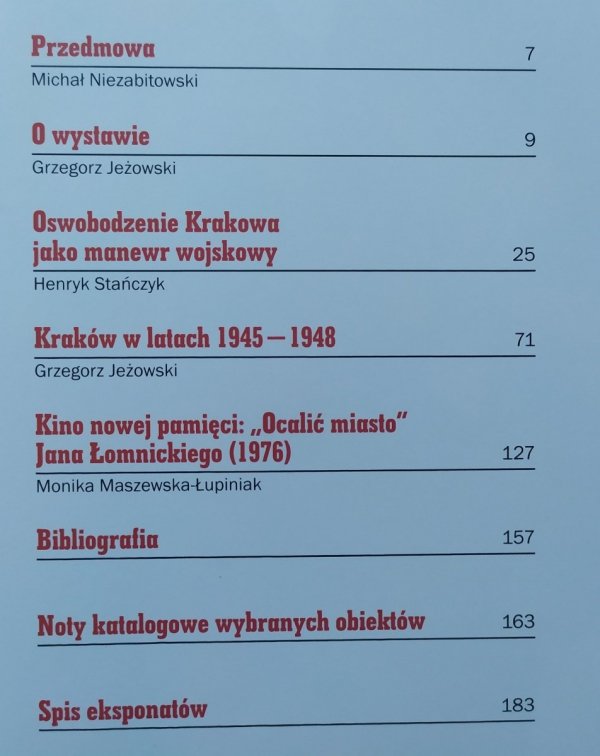 Przedmowa 7
Michał Niezabitowski
O wystawie 9
Grzegorz Jeżowski
Oswobodzenie Krakowa
jako manewr wojskowy 25
Henryk Stańczyk
Kraków w latach 1945 – 1948 71
Grzegorz Jeżowski
Kino nowej pamięci: „Ocalić miasto”
Jana Łomnickiego (1976) 127
Monika Maszewska-Łupiniak
Bibliografia 157
Noty katalogowe wybranych obiektów 163
Spis eksponatów 183